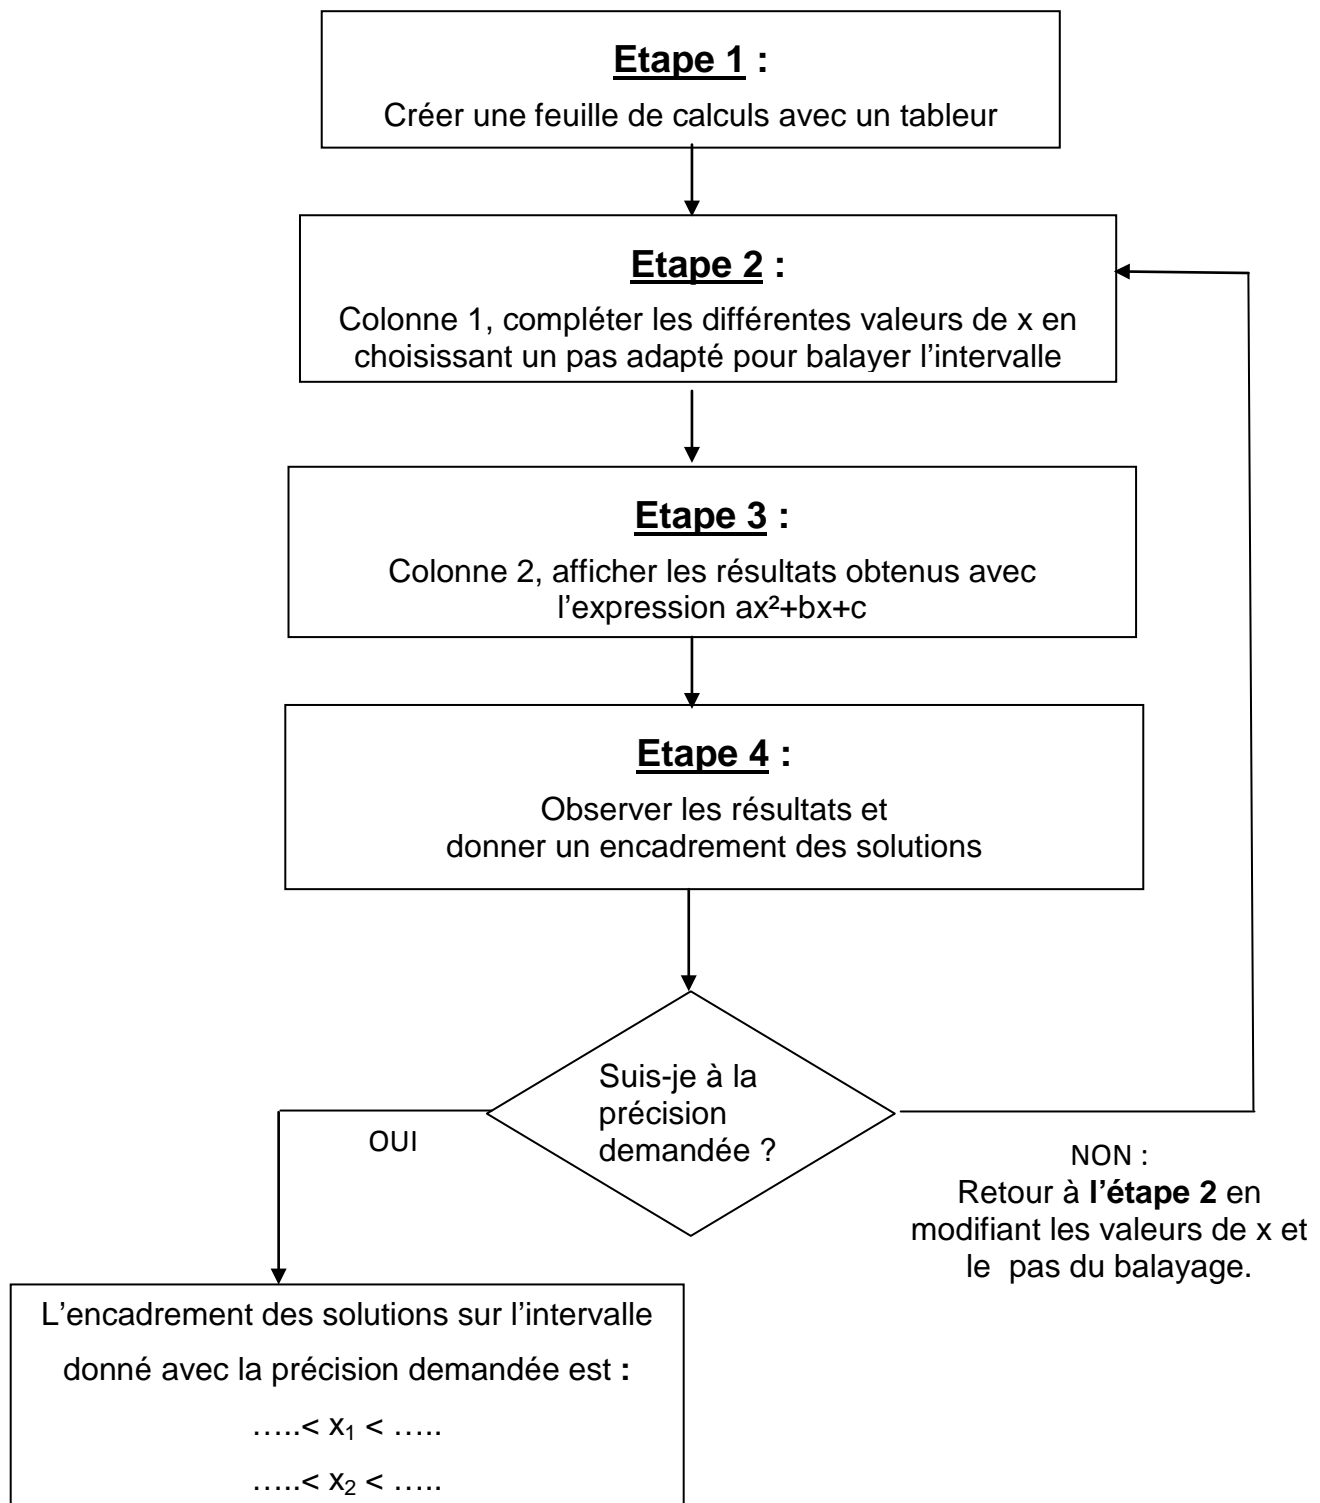 Etape 1 :
Créer une feuille de calculs avec un tableur
Etape 2 :
Colonne 1, compléter les différentes valeurs de x en
choisissant un pas adapté pour balayer l’intervalle
Etape 3 :
Colonne 2, afficher les résultats obtenus avec
l’expression ax²+bx+c
Etape 4 :
Observer les résultats et
donner un encadrement des solutions
Suis-je à la
précision
demandée ?
OUI
NON :
Retour à l’étape 2 en
modifiant les valeurs de x et
le pas du balayage.
L’encadrement des solutions sur l’intervalle
donné avec la précision demandée est :
…..< x₁ < …..
…..< x₂ < …..